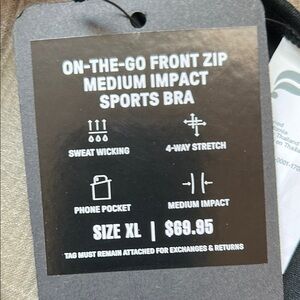 ON-THE-GO FRONT ZIP
MEDIUM IMPACT
SPORTS BRA
SWEAT WICKING
4-WAY STRETCH
PHONE POCKET
MEDIUM IMPACT
SIZE XL | $69.95
TAG MUST REMAIN ATTACHED FOR EXCHANGES & RETURNS